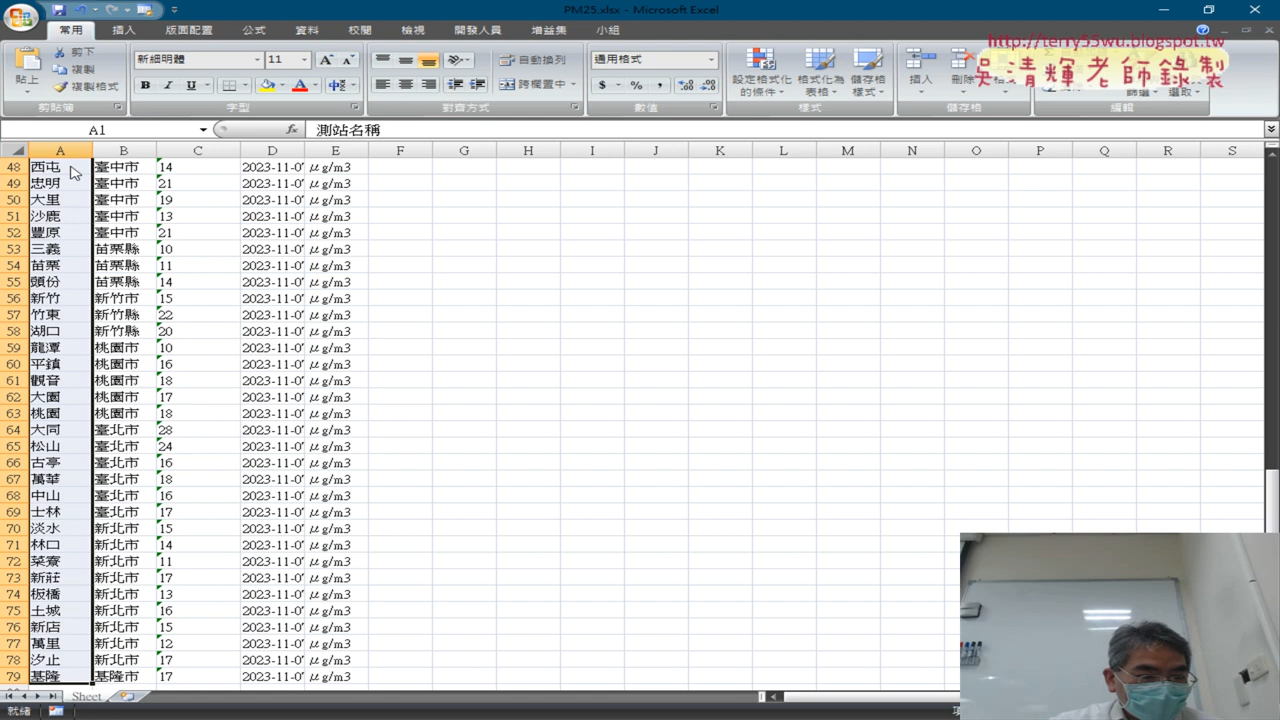 PM25.xlsx - Microsoft Excel
常用 插入 版面配置 公式 資料 校閱 檢視 開發人員 增益集 小組
http://terry55wu.blogspot.tw
吳清輝老師錄製
貼上 剪下 複製 複製格式 剪貼簿
新細明體 11 B I U 字型
自動換列 跨欄置中 對齊方式
通用格式 $ % , 數值
設定格式化的條件 格式化為表格 儲存格樣式 樣式
插入 刪除 儲存格
篩選 選取 編輯
A1 fx 測站名稱
A B C D E F G H I J K L M N O P Q R S
48 西屯 臺中市 14 2023-11-0 μg/m3
49 忠明 臺中市 21 2023-11-0 μg/m3
50 大里 臺中市 19 2023-11-0 μg/m3
51 沙鹿 臺中市 13 2023-11-0 μg/m3
52 豐原 臺中市 21 2023-11-0 μg/m3
53 三義 苗栗縣 10 2023-11-0 μg/m3
54 苗栗 苗栗縣 11 2023-11-0 μg/m3
55 頭份 苗栗縣 14 2023-11-0 μg/m3
56 新竹 新竹市 15 2023-11-0 μg/m3
57 竹東 新竹縣 22 2023-11-0 μg/m3
58 湖口 新竹縣 20 2023-11-0 μg/m3
59 龍潭 桃園市 10 2023-11-0 μg/m3
60 平鎮 桃園市 16 2023-11-0 μg/m3
61 觀音 桃園市 18 2023-11-0 μg/m3
62 大園 桃園市 17 2023-11-0 μg/m3
63 桃園 桃園市 18 2023-11-0 μg/m3
64 大同 臺北市 28 2023-11-0 μg/m3
65 松山 臺北市 24 2023-11-0 μg/m3
66 古亭 臺北市 16 2023-11-0 μg/m3
67 萬華 臺北市 18 2023-11-0 μg/m3
68 中山 臺北市 16 2023-11-0 μg/m3
69 士林 臺北市 17 2023-11-0 μg/m3
70 淡水 新北市 15 2023-11-0 μg/m3
71 林口 新北市 14 2023-11-0 μg/m3
72 菜寮 新北市 11 2023-11-0 μg/m3
73 新莊 新北市 17 2023-11-0 μg/m3
74 板橋 新北市 13 2023-11-0 μg/m3
75 土城 新北市 16 2023-11-0 μg/m3
76 新店 新北市 15 2023-11-0 μg/m3
77 萬里 新北市 12 2023-11-0 μg/m3
78 汐止 新北市 17 2023-11-0 μg/m3
79 基隆 基隆市 17 2023-11-0 μg/m3
Sheet
就緒